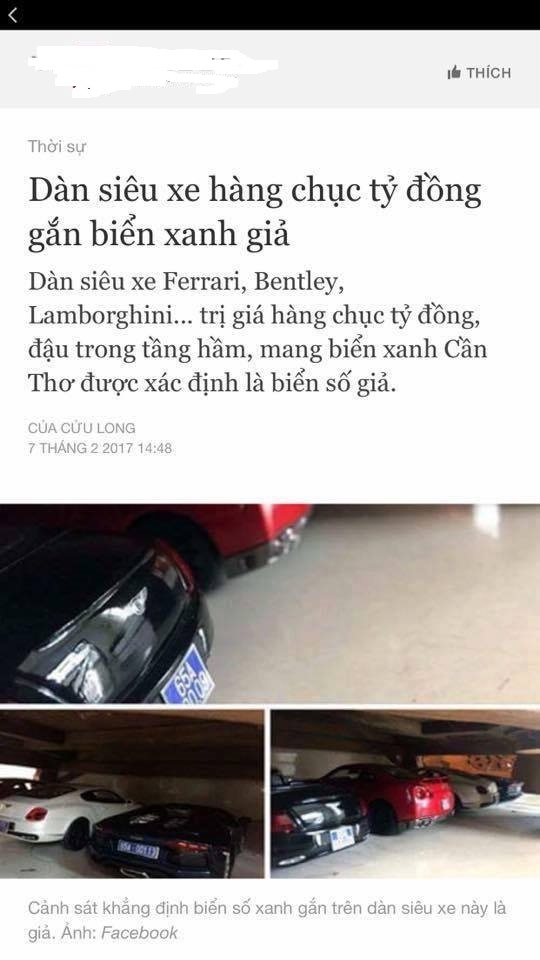 THÍCH
Thời sự
Dàn siêu xe hàng chục tỷ đồng
gắn biển xanh giả
Dàn siêu xe Ferrari, Bentley,
Lamborghini... trị giá hàng chục tỷ đồng,
đậu trong tầng hầm, mang biển xanh Cần
Thơ được xác định là biển số giả.
CỦA CỬU LONG
7 THÁNG 2 2017 14:48
65A
Cảnh sát khẳng định biển số xanh gắn trên dàn siêu xe này là
giả. Ảnh: Facebook